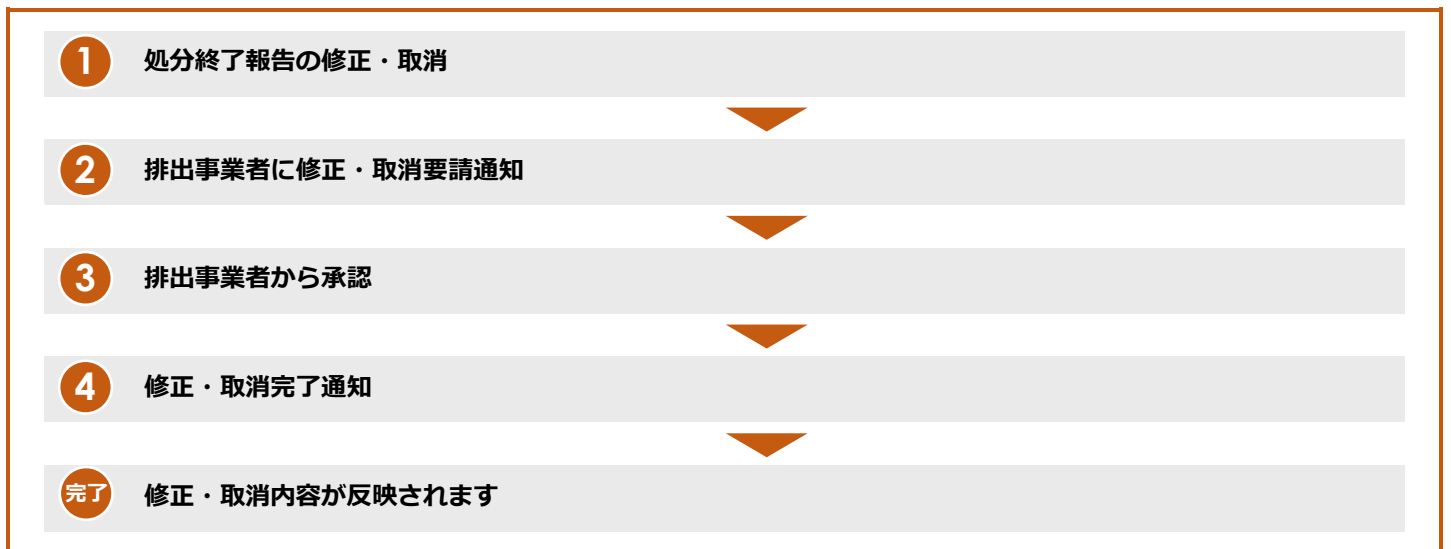 1 処分終了報告の修正・取消
2 排出事業者に修正・取消要請通知
3 排出事業者から承認
4 修正・取消完了通知
完了 修正・取消内容が反映されます